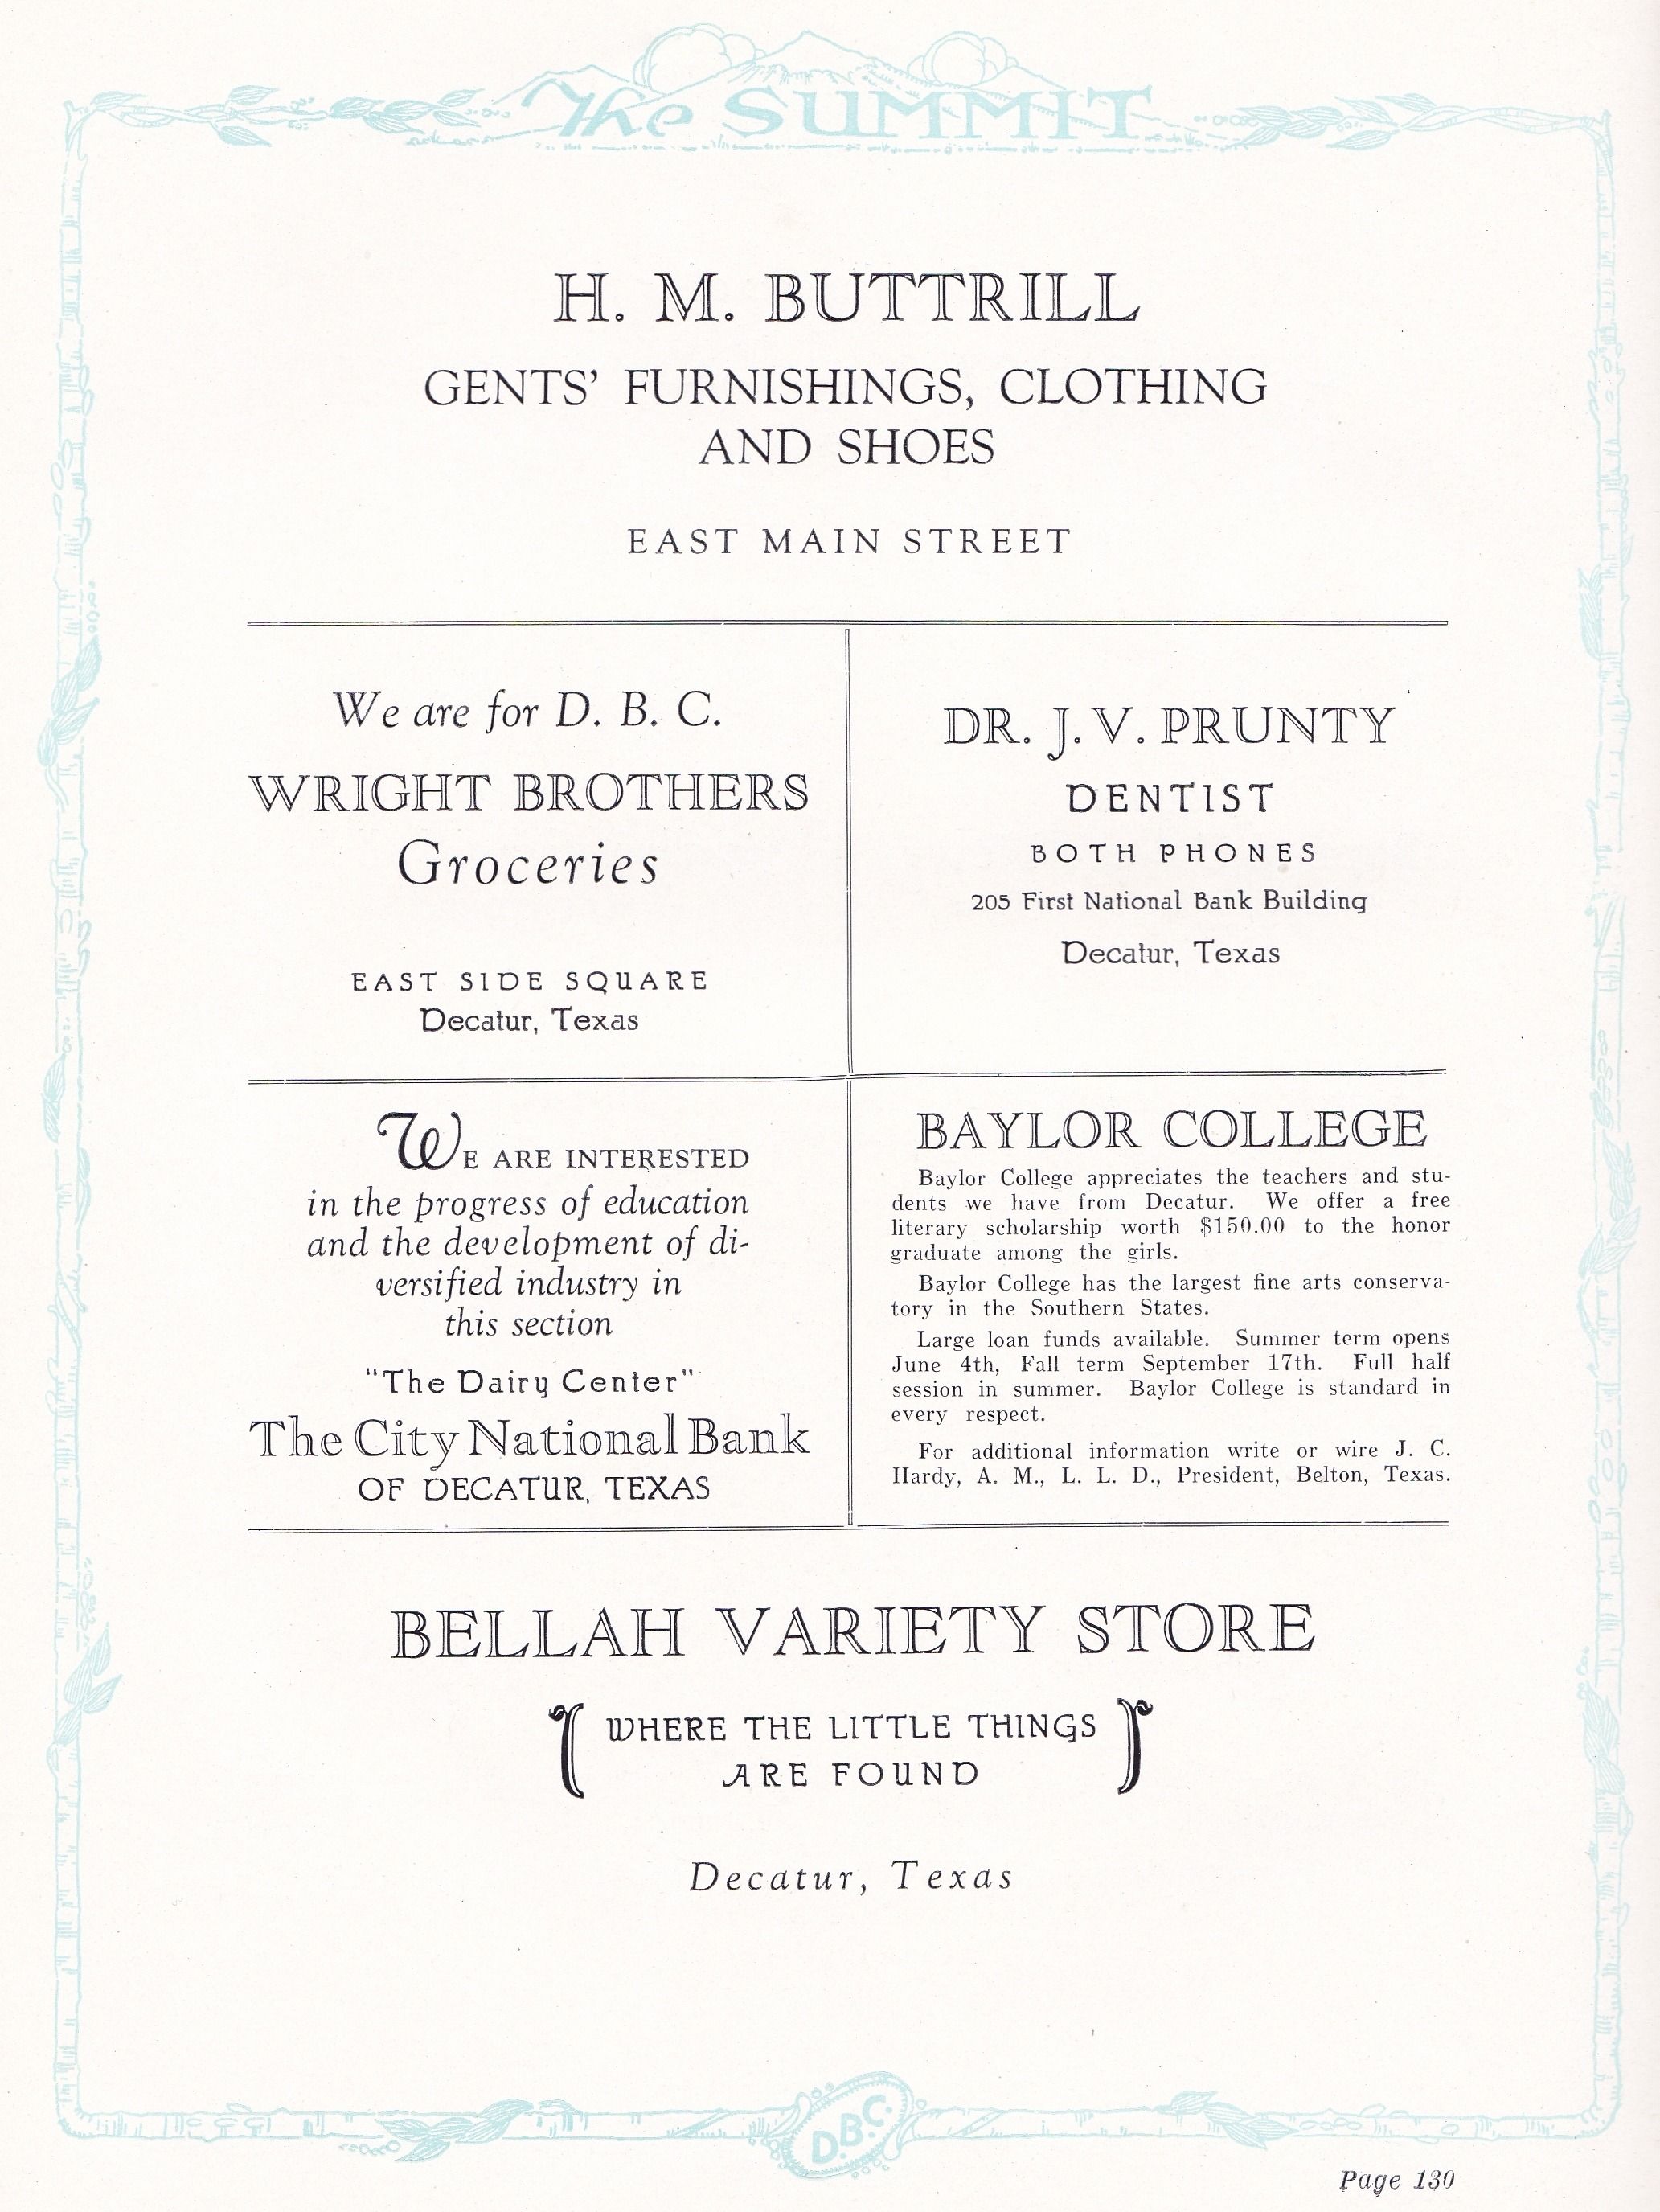 The SUMMIT
H. M. BUTTRILL
GENTS' FURNISHINGS, CLOTHING
AND SHOES
EAST MAIN STREET
We are for D. B. C.
WRIGHT BROTHERS
Groceries
EAST SIDE SQUARE
Decatur, Texas
DR. J. V. PRUNTY
DENTIST
BOTH PHONES
205 First National Bank Building
Decatur, Texas
WE ARE INTERESTED
in the progress of education
and the development of di-
versified industry in
this section
"The Dairy Center"
The City National Bank
OF DECATUR, TEXAS
BAYLOR COLLEGE
Baylor College appreciates the teachers and stu-
dents we have from Decatur. We offer a free
literary scholarship worth $150.00 to the honor
graduate among the girls.
Baylor College has the largest fine arts conserva-
tory in the Southern States.
Large loan funds available. Summer term opens
June 4th, Fall term September 17th. Full half
session in summer. Baylor College is standard in
every respect.
For additional information write or wire J. C.
Hardy, A. M., L. L. D., President, Belton, Texas.
BELLAH VARIETY STORE
WHERE THE LITTLE THINGS
ARE FOUND
Decatur, Texas
D.B.C.
Page 130